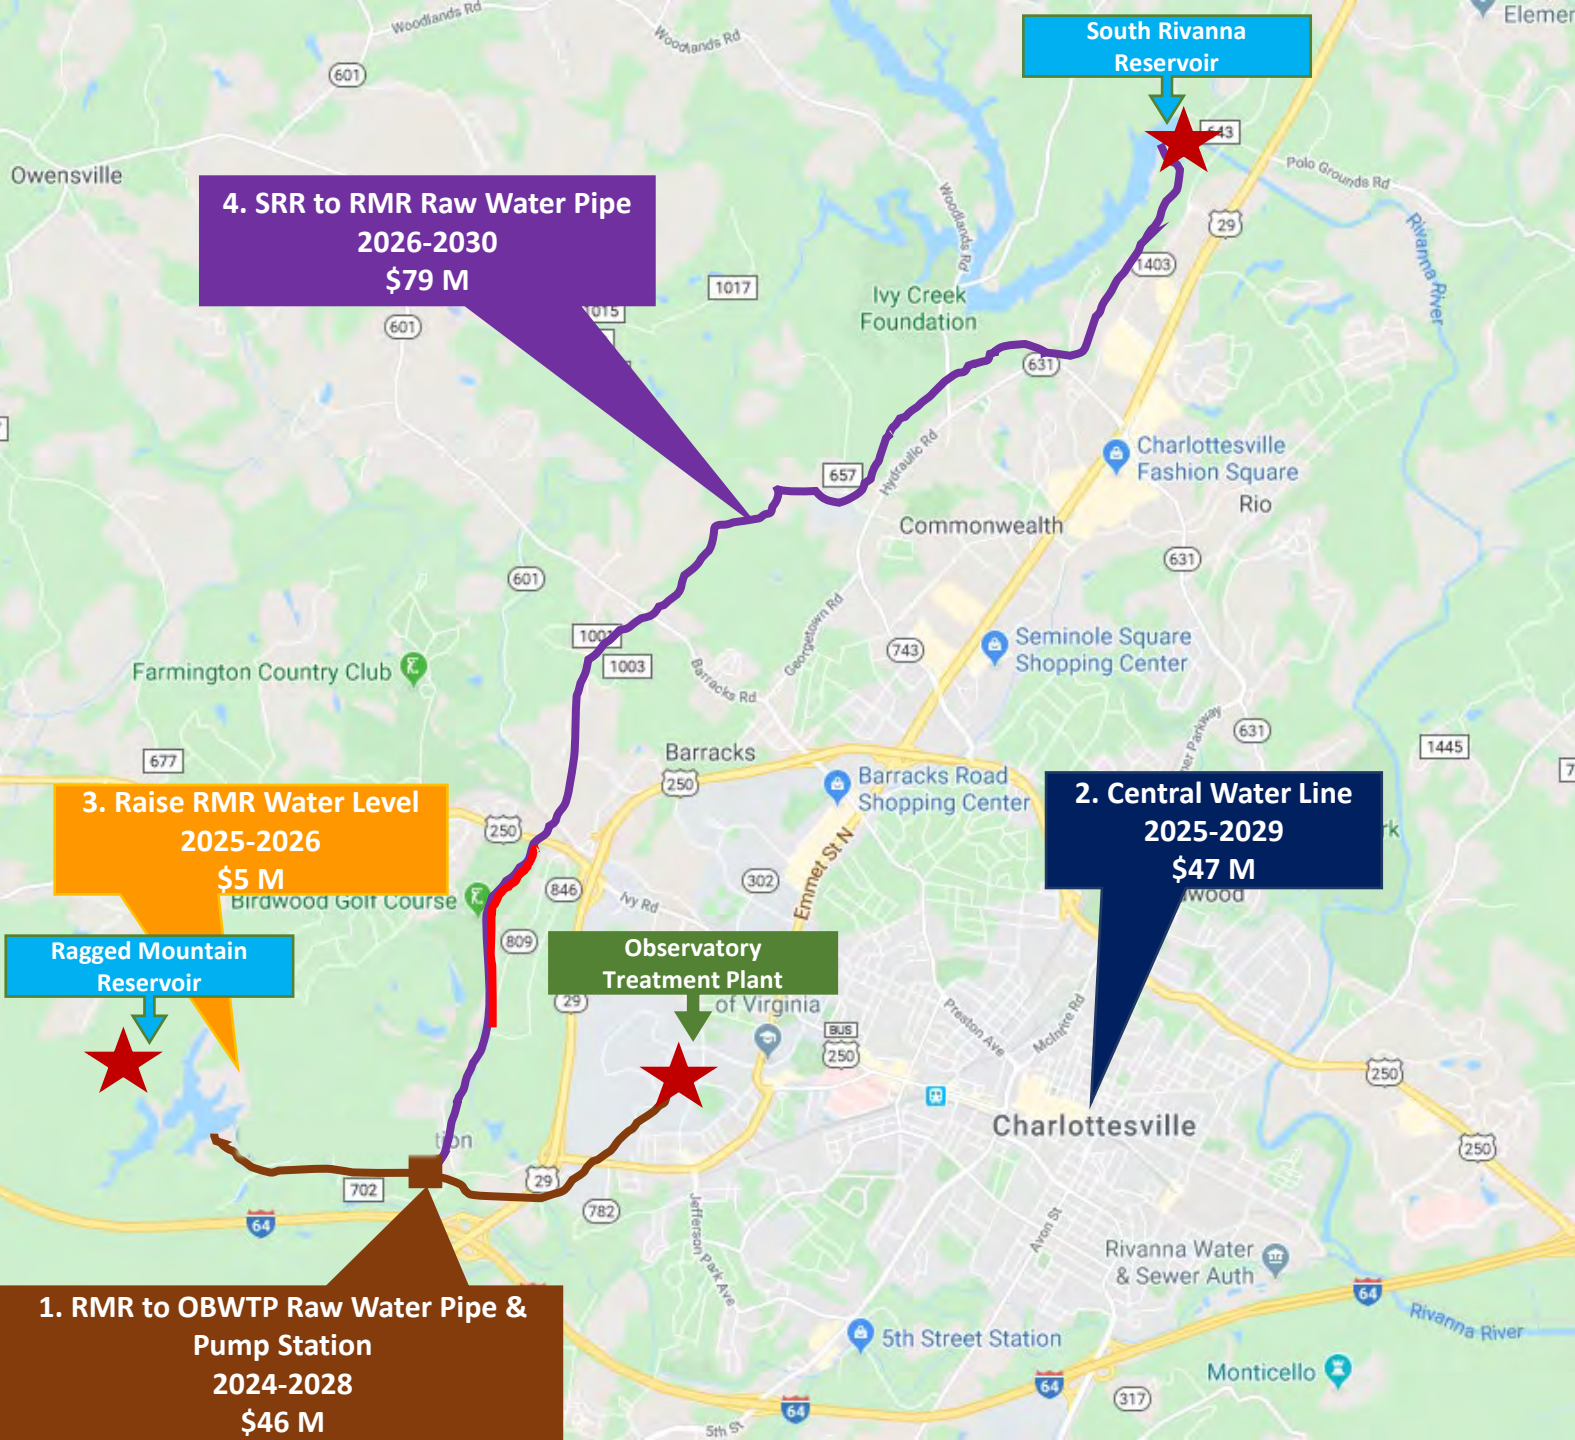 Woodlands Rd
Woodlands Rd
South Rivanna
Reservoir
601
643
Owensville
Polo Grounds Rd
4. SRR to RMR Raw Water Pipe
2026-2030
$79 M
Woodlands Rd
29
Rivanna River
1403
1017
Ivy Creek
Foundation
1015
601
631
Charlottesville
Fashion Square
Hydraulic Rd
657
Rio
Commonwealth
631
601
Georgetown Rd
1001
Seminole Square
Shopping Center
743
1003
Farmington Country Club
Barracks Rd
631
1445
677
Barracks
250
Barracks Road
Shopping Center
3. Raise RMR Water Level
2025-2026
$5 M
2. Central Water Line
2025-2029
$47 M
250
Emmet St N
846
302
Birdwood Golf Course
Ivy Rd
809
Ragged Mountain
Reservoir
Observatory
Treatment Plant
29
of Virginia
Preston Ave
McIntire Rd
BUS
250
250
Charlottesville
250
702
29
782
64
Jefferson Park Ave
Avon St
Rivanna Water
& Sewer Auth
64
Rivanna River
1. RMR to OBWTP Raw Water Pipe &
Pump Station
2024-2028
$46 M
5th Street Station
Monticello
64
317
64
5th St